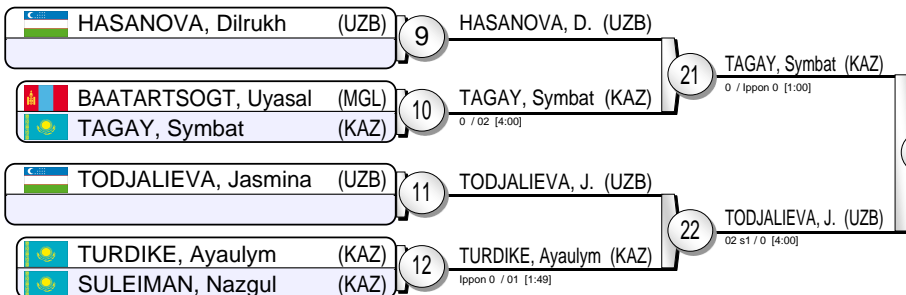 HASANOVA, Dilrukh (UZB)
9
HASANOVA, D. (UZB)
21
TAGAY, Symbat (KAZ)
0 / Ippon 0 [1:00]
BAATARTSOGT, Uyasal (MGL)
TAGAY, Symbat (KAZ)
10
TAGAY, Symbat (KAZ)
0 / 02 [4:00]
TODJALIEVA, Jasmina (UZB)
11
TODJALIEVA, J. (UZB)
22
TODJALIEVA, J. (UZB)
02 s1 / 0 [4:00]
TURDIKE, Ayaulym (KAZ)
SULEIMAN, Nazgul (KAZ)
12
TURDIKE, Ayaulym (KAZ)
Ippon 0 / 01 [1:49]